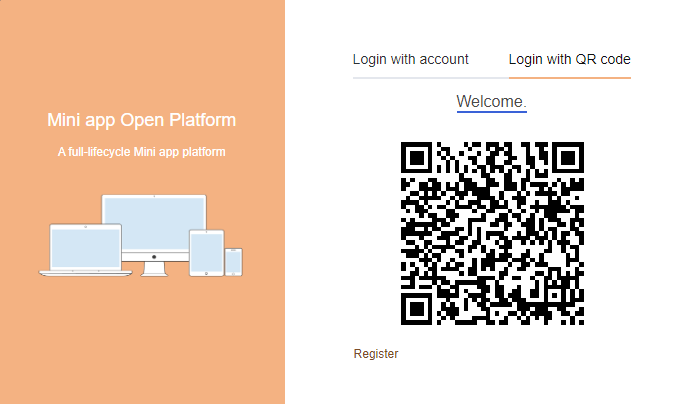 Mini app Open Platform
A full-lifecycle Mini app platform
Login with account
Login with QR code
Welcome.
Register